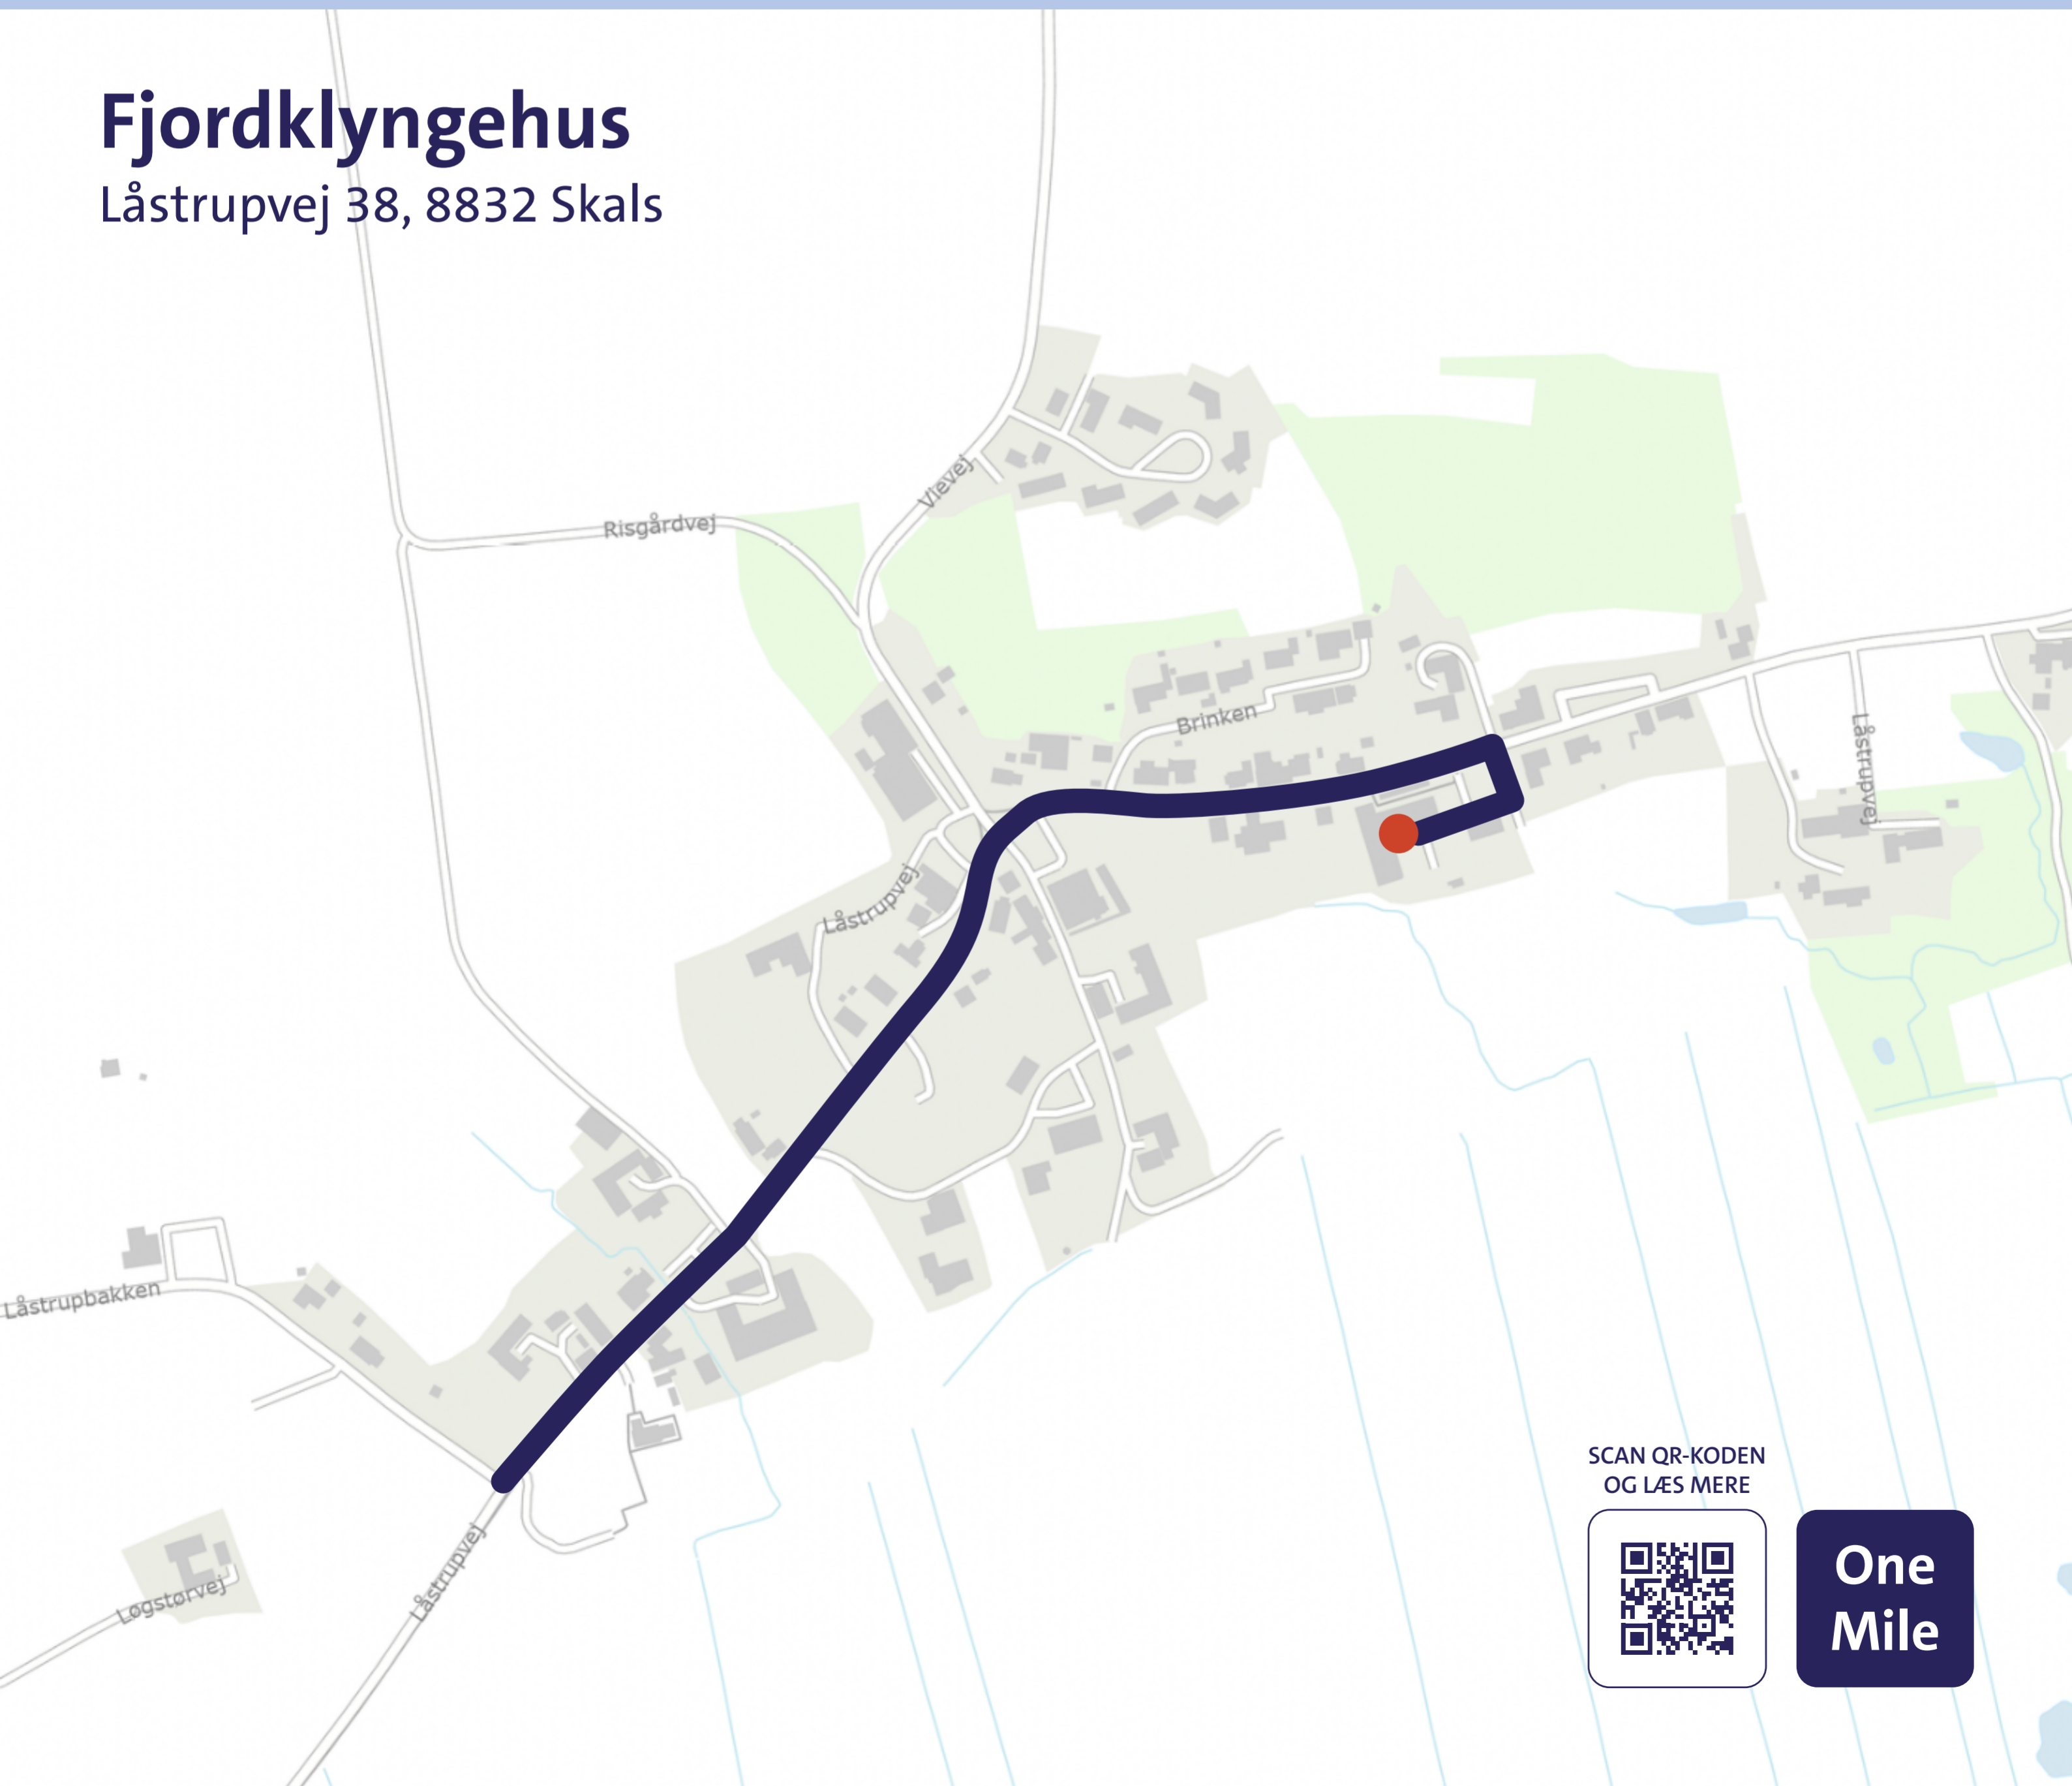 Fjordklyngehus
Låstrupvej 38, 8832 Skals
Vievej
Risgårdvej
Brinken
Låstrupvej
Låstrupvej
Låstrupbakken
Låstrupvej
Løgstørvej
SCAN QR-KODEN
OG LÆS MERE
One
Mile